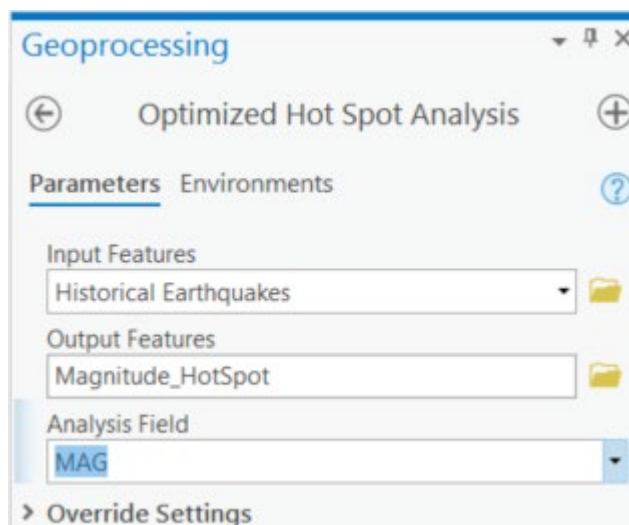 Geoprocessing
Optimized Hot Spot Analysis
Parameters Environments
Input Features
Historical Earthquakes
Output Features
Magnitude_HotSpot
Analysis Field
MAG
Override Settings